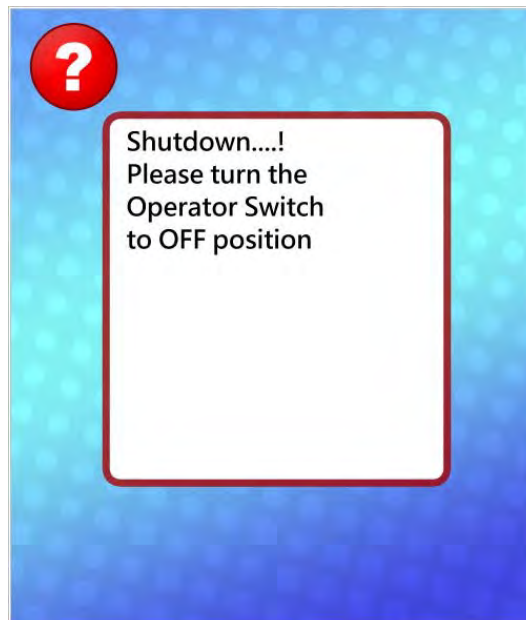 ?
Shutdown....!
Please turn the
Operator Switch
to OFF position